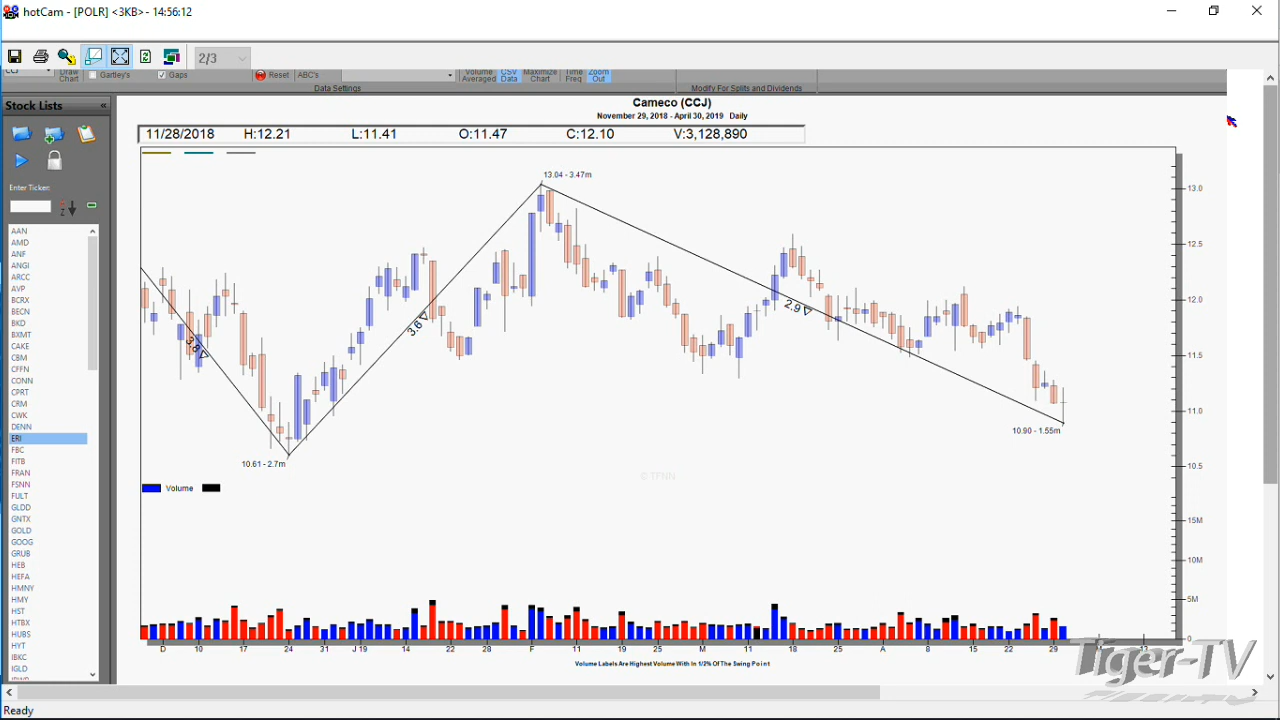 hotCam - [POLR] <3KB> - 14:56:12
2/3
CCJ
Draw Chart
Gartley's
Gaps
Reset
ABC's
Volume Averaged
CSV Data
Maximize Chart
Time Freq
Zoom Out
Data Settings
Modify For Splits and Dividends
Stock Lists
Enter Ticker:
AAN
AMD
ANF
ANGI
ARCC
AVP
BCRX
BECN
BKD
BXMT
CAKE
CBM
CFFN
CONN
CPRT
CRM
CWK
DENN
ERI
FBC
FITB
FRAN
FSNN
FULT
GLDD
GNTX
GOLD
GOOG
GRUB
HEB
HEFA
HMNY
HMY
HST
HTBX
HUBS
HYT
IBKC
IGLD
Cameco (CCJ)
November 29, 2018 - April 30, 2019 Daily
11/28/2018 H:12.21 L:11.41 O:11.47 C:12.10 V:3,128,890
13.04 - 3.47m
13.0
12.5
12.0
2.9
3.6
3.8
11.5
11.0
10.90 - 1.55m
10.61 - 2.7m
10.5
© TFNN
Volume
15M
10M
5M
0
D 10 17 24 J 19 14 22 28 F 11 19 25 M 11 18 25 A 8 15 22 29 M 13
Volume Labels Are Highest Volume With In 1/2% Of The Swing Point
Tiger-TV
Ready